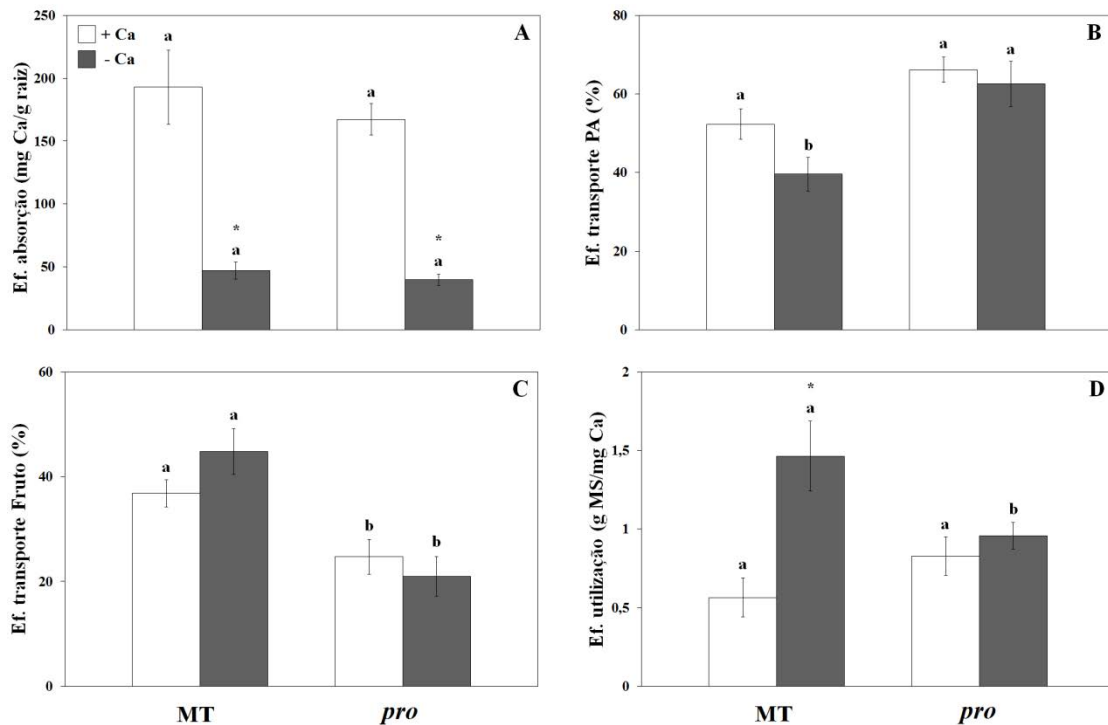 Ef. absorção (mg Ca/g raiz)
250
200
150
100
50
0
+ Ca
- Ca
A
a
a
*
a
*
a
Ef. transporte PA (%)
80
60
40
20
0
B
a
b
a
a
Ef. transporte Fruto (%)
60
40
20
0
C
a
a
b
b
MT
pro
Ef. utilização (g MS/mg Ca)
2
1,5
1
0,5
0
D
a
*
a
a
b
MT
pro